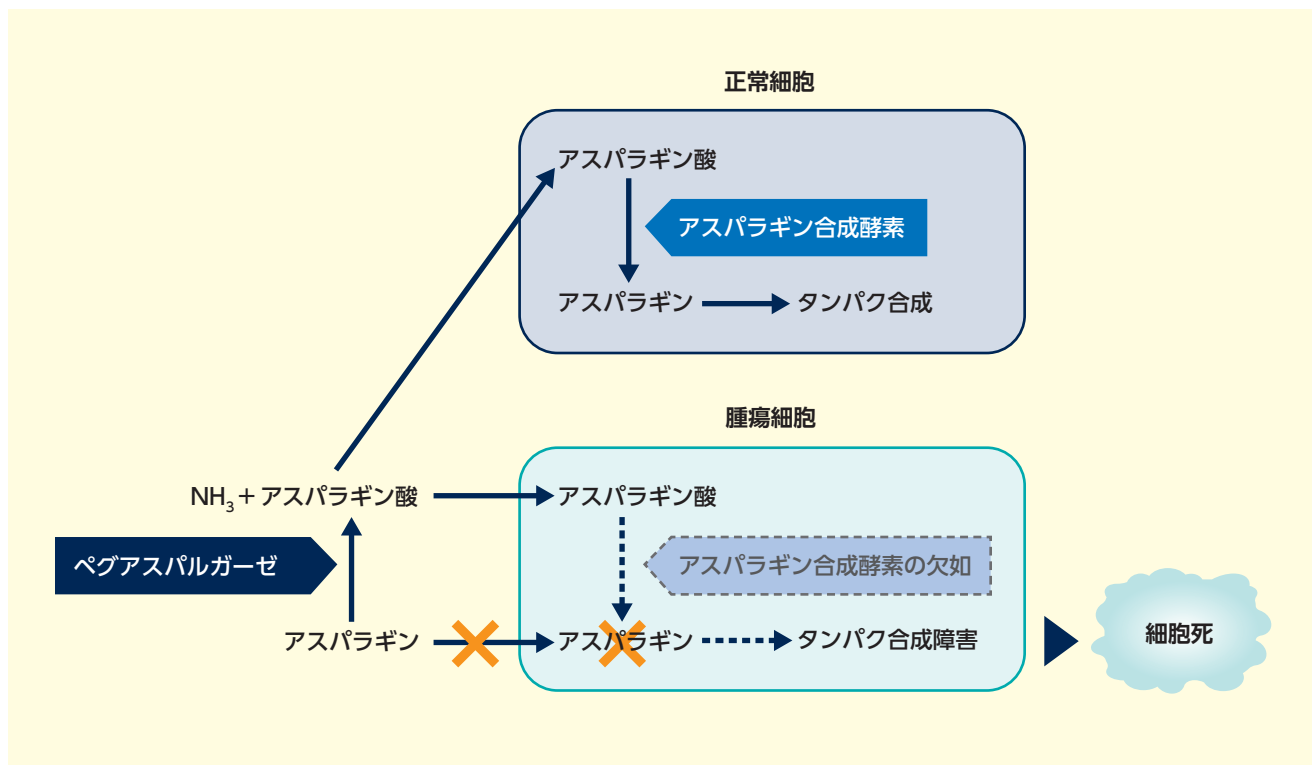 正常細胞
アスパラギン酸
アスパラギン合成酵素
アスパラギン
タンパク合成
腫瘍細胞
NH₃+アスパラギン酸
アスパラギン酸
ペグアスパルガーゼ
アスパラギン合成酵素の欠如
アスパラギン
アスパラギン
タンパク合成障害
細胞死